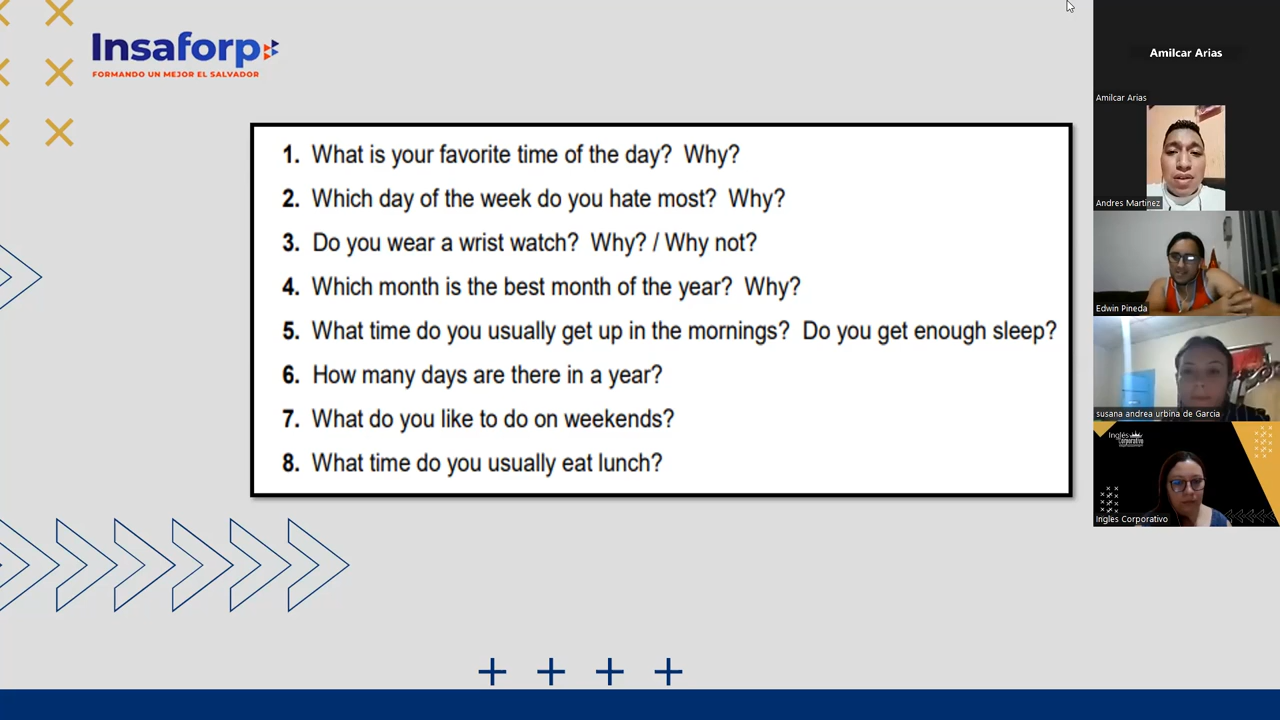 Insaforp
FORMANDO UN MEJOR EL SALVADOR
1. What is your favorite time of the day? Why?
2. Which day of the week do you hate most? Why?
3. Do you wear a wrist watch? Why? / Why not?
4. Which month is the best month of the year? Why?
5. What time do you usually get up in the mornings? Do you get enough sleep?
6. How many days are there in a year?
7. What do you like to do on weekends?
8. What time do you usually eat lunch?
Amilcar Arias
Amilcar Arias
Andres Martinez
Edwin Pineda
susana andrea urbina de Garcia
Inglés
Corporativo
Ingles Corporativo